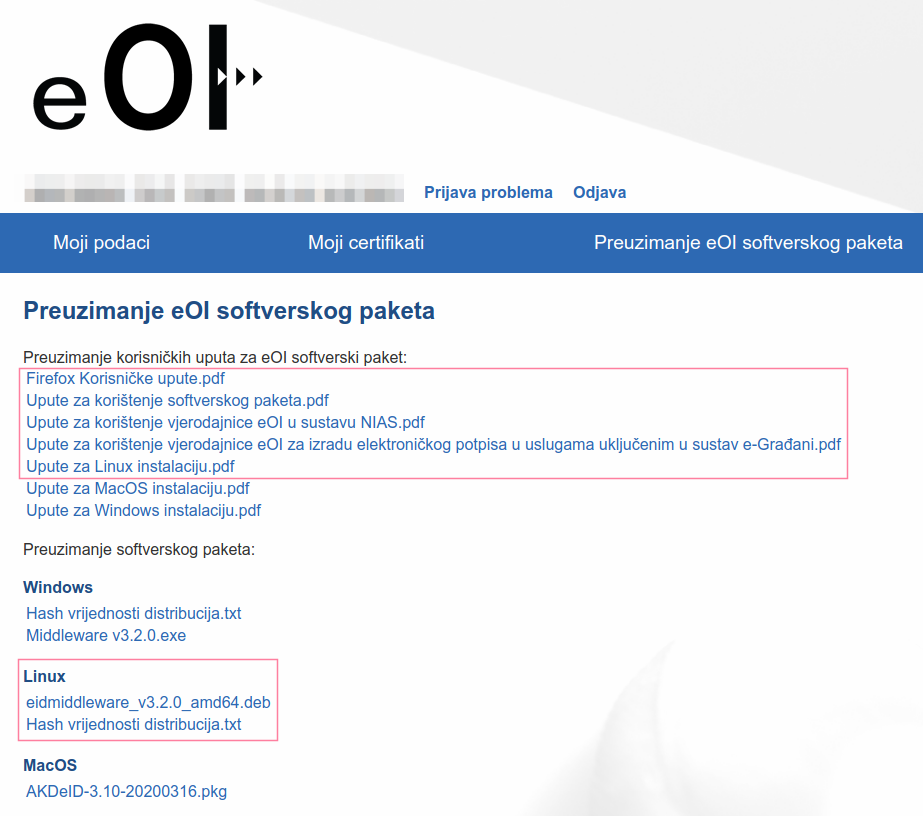 eOI
Prijava problema Odjava
Moji podaci Moji certifikati Preuzimanje eOI softverskog paketa
Preuzimanje eOI softverskog paketa
Preuzimanje korisničkih uputa za eOI softverski paket:
Firefox Korisničke upute.pdf
Upute za korištenje softverskog paketa.pdf
Upute za korištenje vjerodajnice eOI u sustavu NIAS.pdf
Upute za korištenje vjerodajnice eOI za izradu elektroničkog potpisa u uslugama uključenim u sustav e-Građani.pdf
Upute za Linux instalaciju.pdf
Upute za MacOS instalaciju.pdf
Upute za Windows instalaciju.pdf
Preuzimanje softverskog paketa:
Windows
Hash vrijednosti distribucija.txt
Middleware v3.2.0.exe
Linux
eidmiddleware_v3.2.0_amd64.deb
Hash vrijednosti distribucija.txt
MacOS
AKDeID-3.10-20200316.pkg